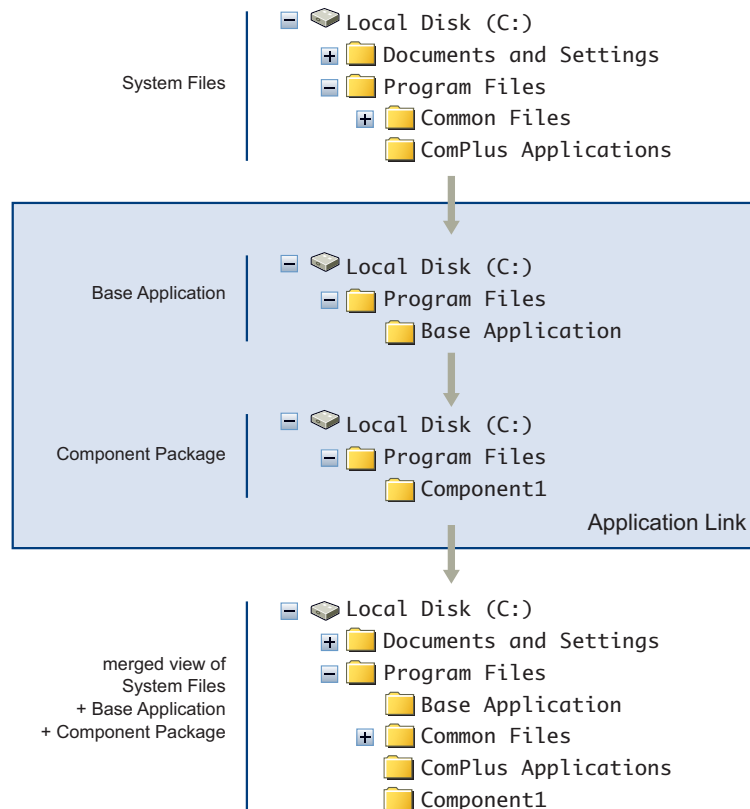 System Files
Local Disk (C:)
Documents and Settings
Program Files
Common Files
ComPlus Applications
Base Application
Local Disk (C:)
Program Files
Base Application
Component Package
Local Disk (C:)
Program Files
Component1
Application Link
merged view of
System Files
+ Base Application
+ Component Package
Local Disk (C:)
Documents and Settings
Program Files
Base Application
Common Files
ComPlus Applications
Component1